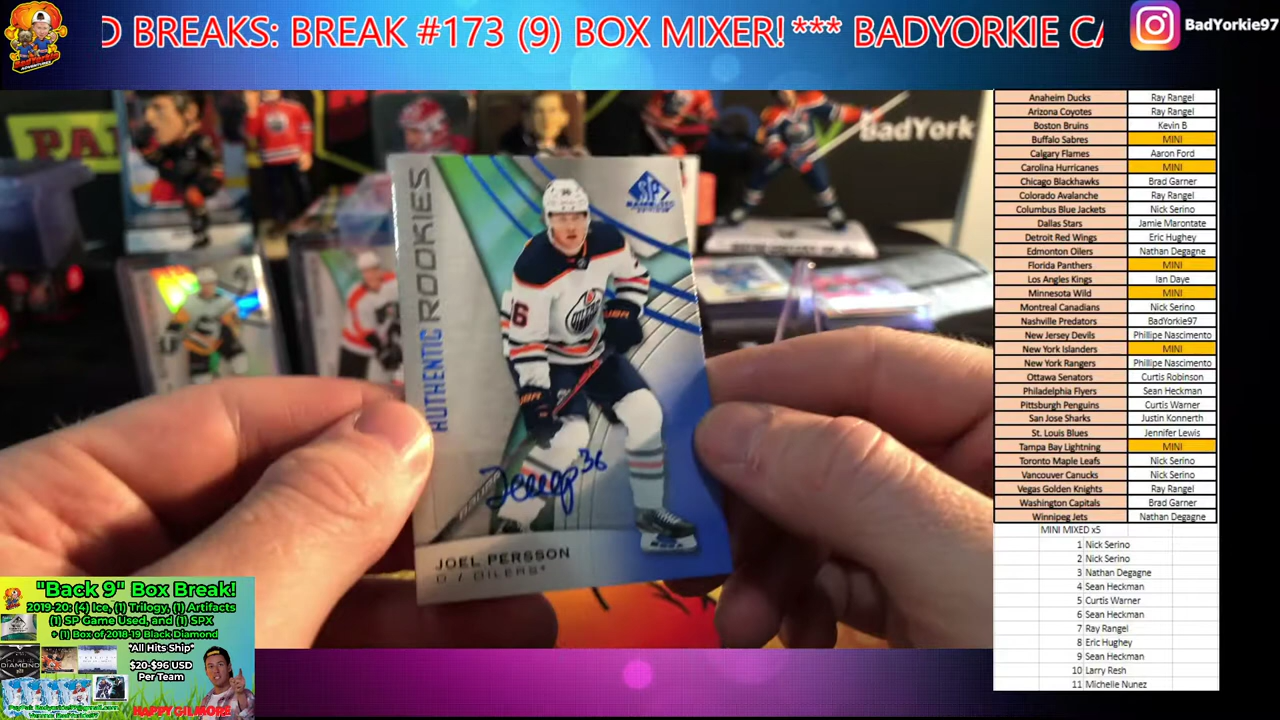 D BREAKS: BREAK #173 (9) BOX MIXER! *** BADYORKIE CA
BadYorkie97
BadYork
AUTHENTIC ROOKIES
SP
36
JOEL PERSSON
D / OILERS
Anaheim Ducks Ray Rangel
Arizona Coyotes Ray Rangel
Boston Bruins Kevin B
Buffalo Sabres MINI
Calgary Flames Aaron Ford
Carolina Hurricanes MINI
Chicago Blackhawks Brad Garner
Colorado Avalanche Ray Rangel
Columbus Blue Jackets Nick Serino
Dallas Stars Jamie Marontate
Detroit Red Wings Eric Hughey
Edmonton Oilers Nathan Degagne
Florida Panthers MINI
Los Angeles Kings Ian Daye
Minnesota Wild MINI
Montreal Canadians Nick Serino
Nashville Predators BadYorkie97
New Jersey Devils Phillipe Nascimento
New York Islanders MINI
New York Rangers Phillipe Nascimento
Ottawa Senators Curtis Robinson
Philadelphia Flyers Sean Heckman
Pittsburgh Penguins Curtis Warner
San Jose Sharks Justin Konnerth
St. Louis Blues Jennifer Lewis
Tampa Bay Lightning MINI
Toronto Maple Leafs Nick Serino
Vancouver Canucks Nick Serino
Vegas Golden Knights Ray Rangel
Washington Capitals Brad Garner
Winnipeg Jets Nathan Degagne
MINI MIXED x5
1 Nick Serino
2 Nick Serino
3 Nathan Degagne
4 Sean Heckman
5 Curtis Warner
6 Sean Heckman
7 Ray Rangel
8 Eric Hughey
9 Sean Heckman
10 Larry Resh
11 Michelle Nunez
"Back 9" Box Break!
2019-20: (4) Ice, (1) Trilogy, (1) Artifacts
(1) SP Game Used, and (1) SPX
+ (1) Box of 2018-19 Black Diamond
*All Hits Ship*
$20-$96 USD
Per Team
HAPPY GILMORE